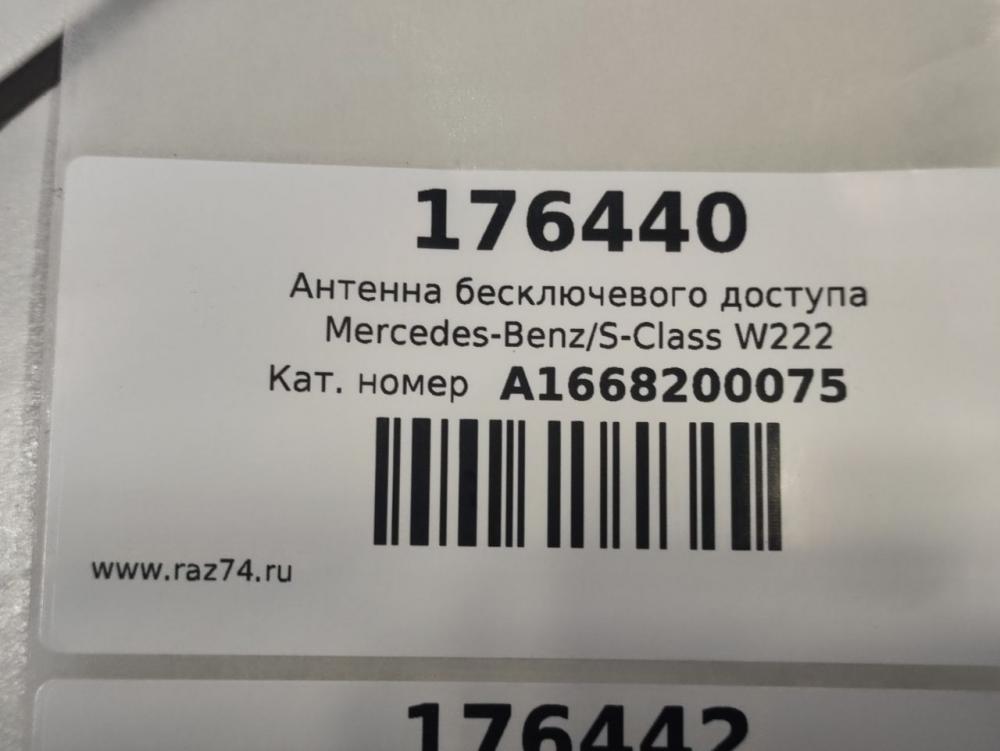 176440
Антенна бесключевого доступа
Mercedes-Benz/S-Class W222
Кат. номер A1668200075
www.raz74.ru
176442